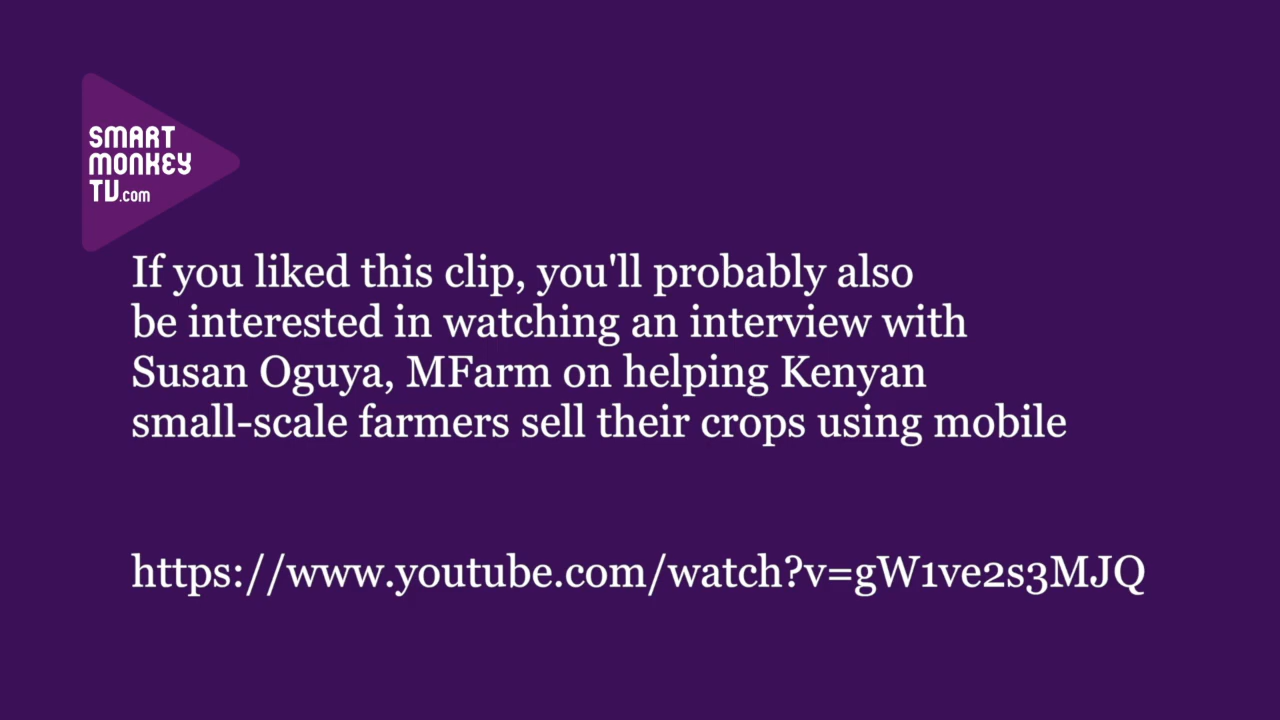 SMART
MONKEY
TV.com
If you liked this clip, you'll probably also
be interested in watching an interview with
Susan Oguya, MFarm on helping Kenyan
small-scale farmers sell their crops using mobile
https://www.youtube.com/watch?v=gW1ve2s3MJQ